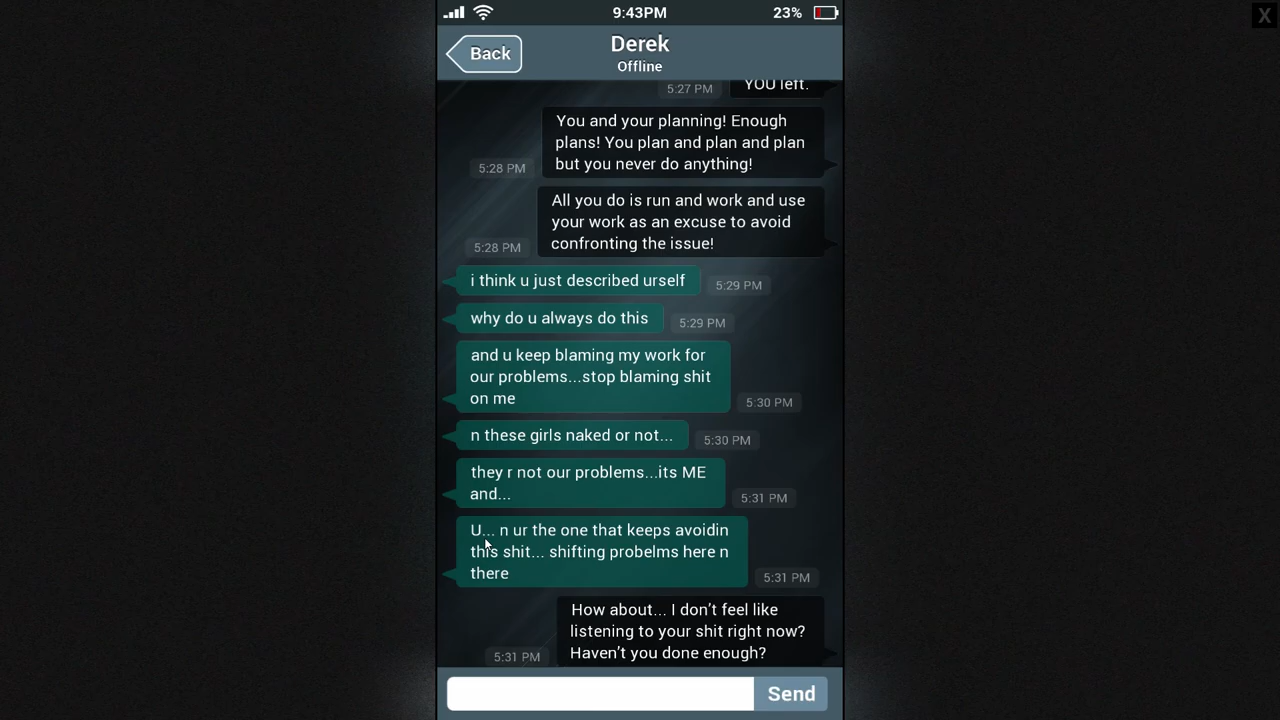 9:43PM
23%
X
Back
Derek
Offline
YOU left.
5:27 PM
You and your planning! Enough
plans! You plan and plan and plan
but you never do anything!
5:28 PM
All you do is run and work and use
your work as an excuse to avoid
confronting the issue!
5:28 PM
i think u just described urself
5:29 PM
why do u always do this
5:29 PM
and u keep blaming my work for
our problems...stop blaming shit
on me
5:30 PM
n these girls naked or not...
5:30 PM
they r not our problems...its ME
and...
5:31 PM
U... n ur the one that keeps avoidin
this shit... shifting probelms here n
there
5:31 PM
How about... I don’t feel like
listening to your shit right now?
Haven’t you done enough?
5:31 PM
Send